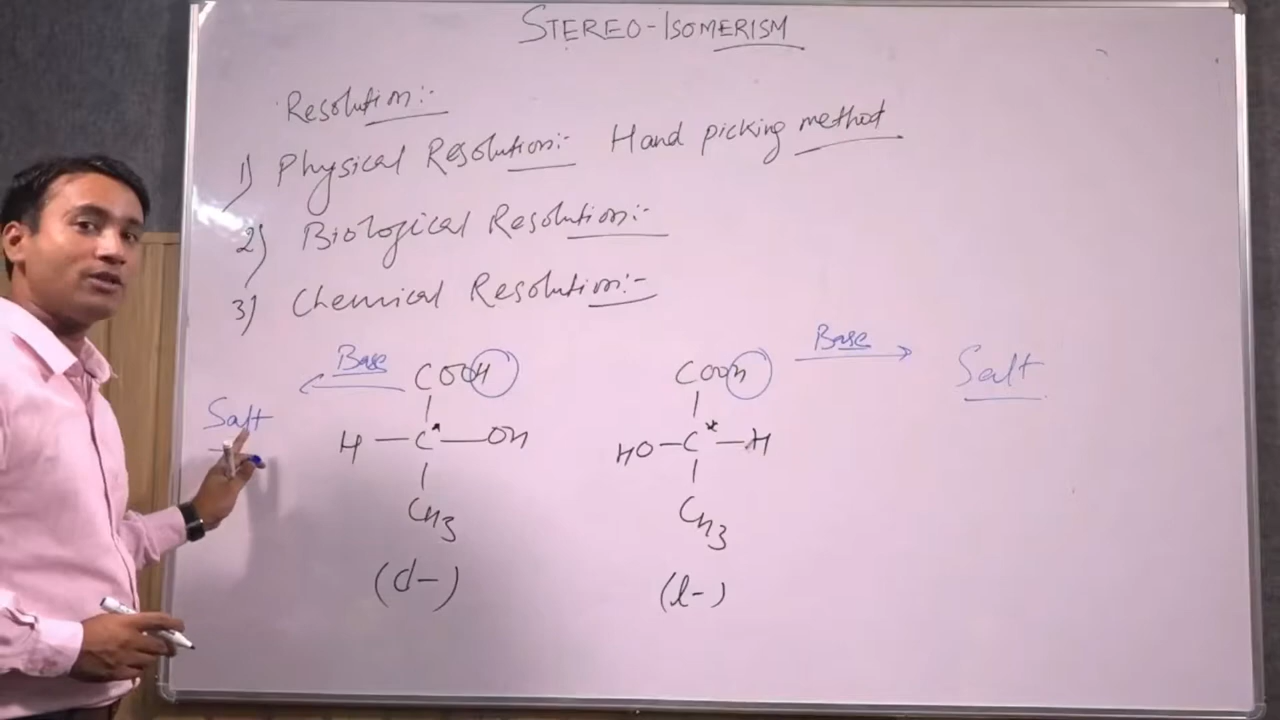 STEREO-ISOMERISM
Resolution:-
1) Physical Resolution:- Hand picking method
2) Biological Resolution:-
3) Chemical Resolution:-
Salt Base COOH
H-C*-OH
CH3
(d-)
COOH Base Salt
HO-C*-H
CH3
(l-)